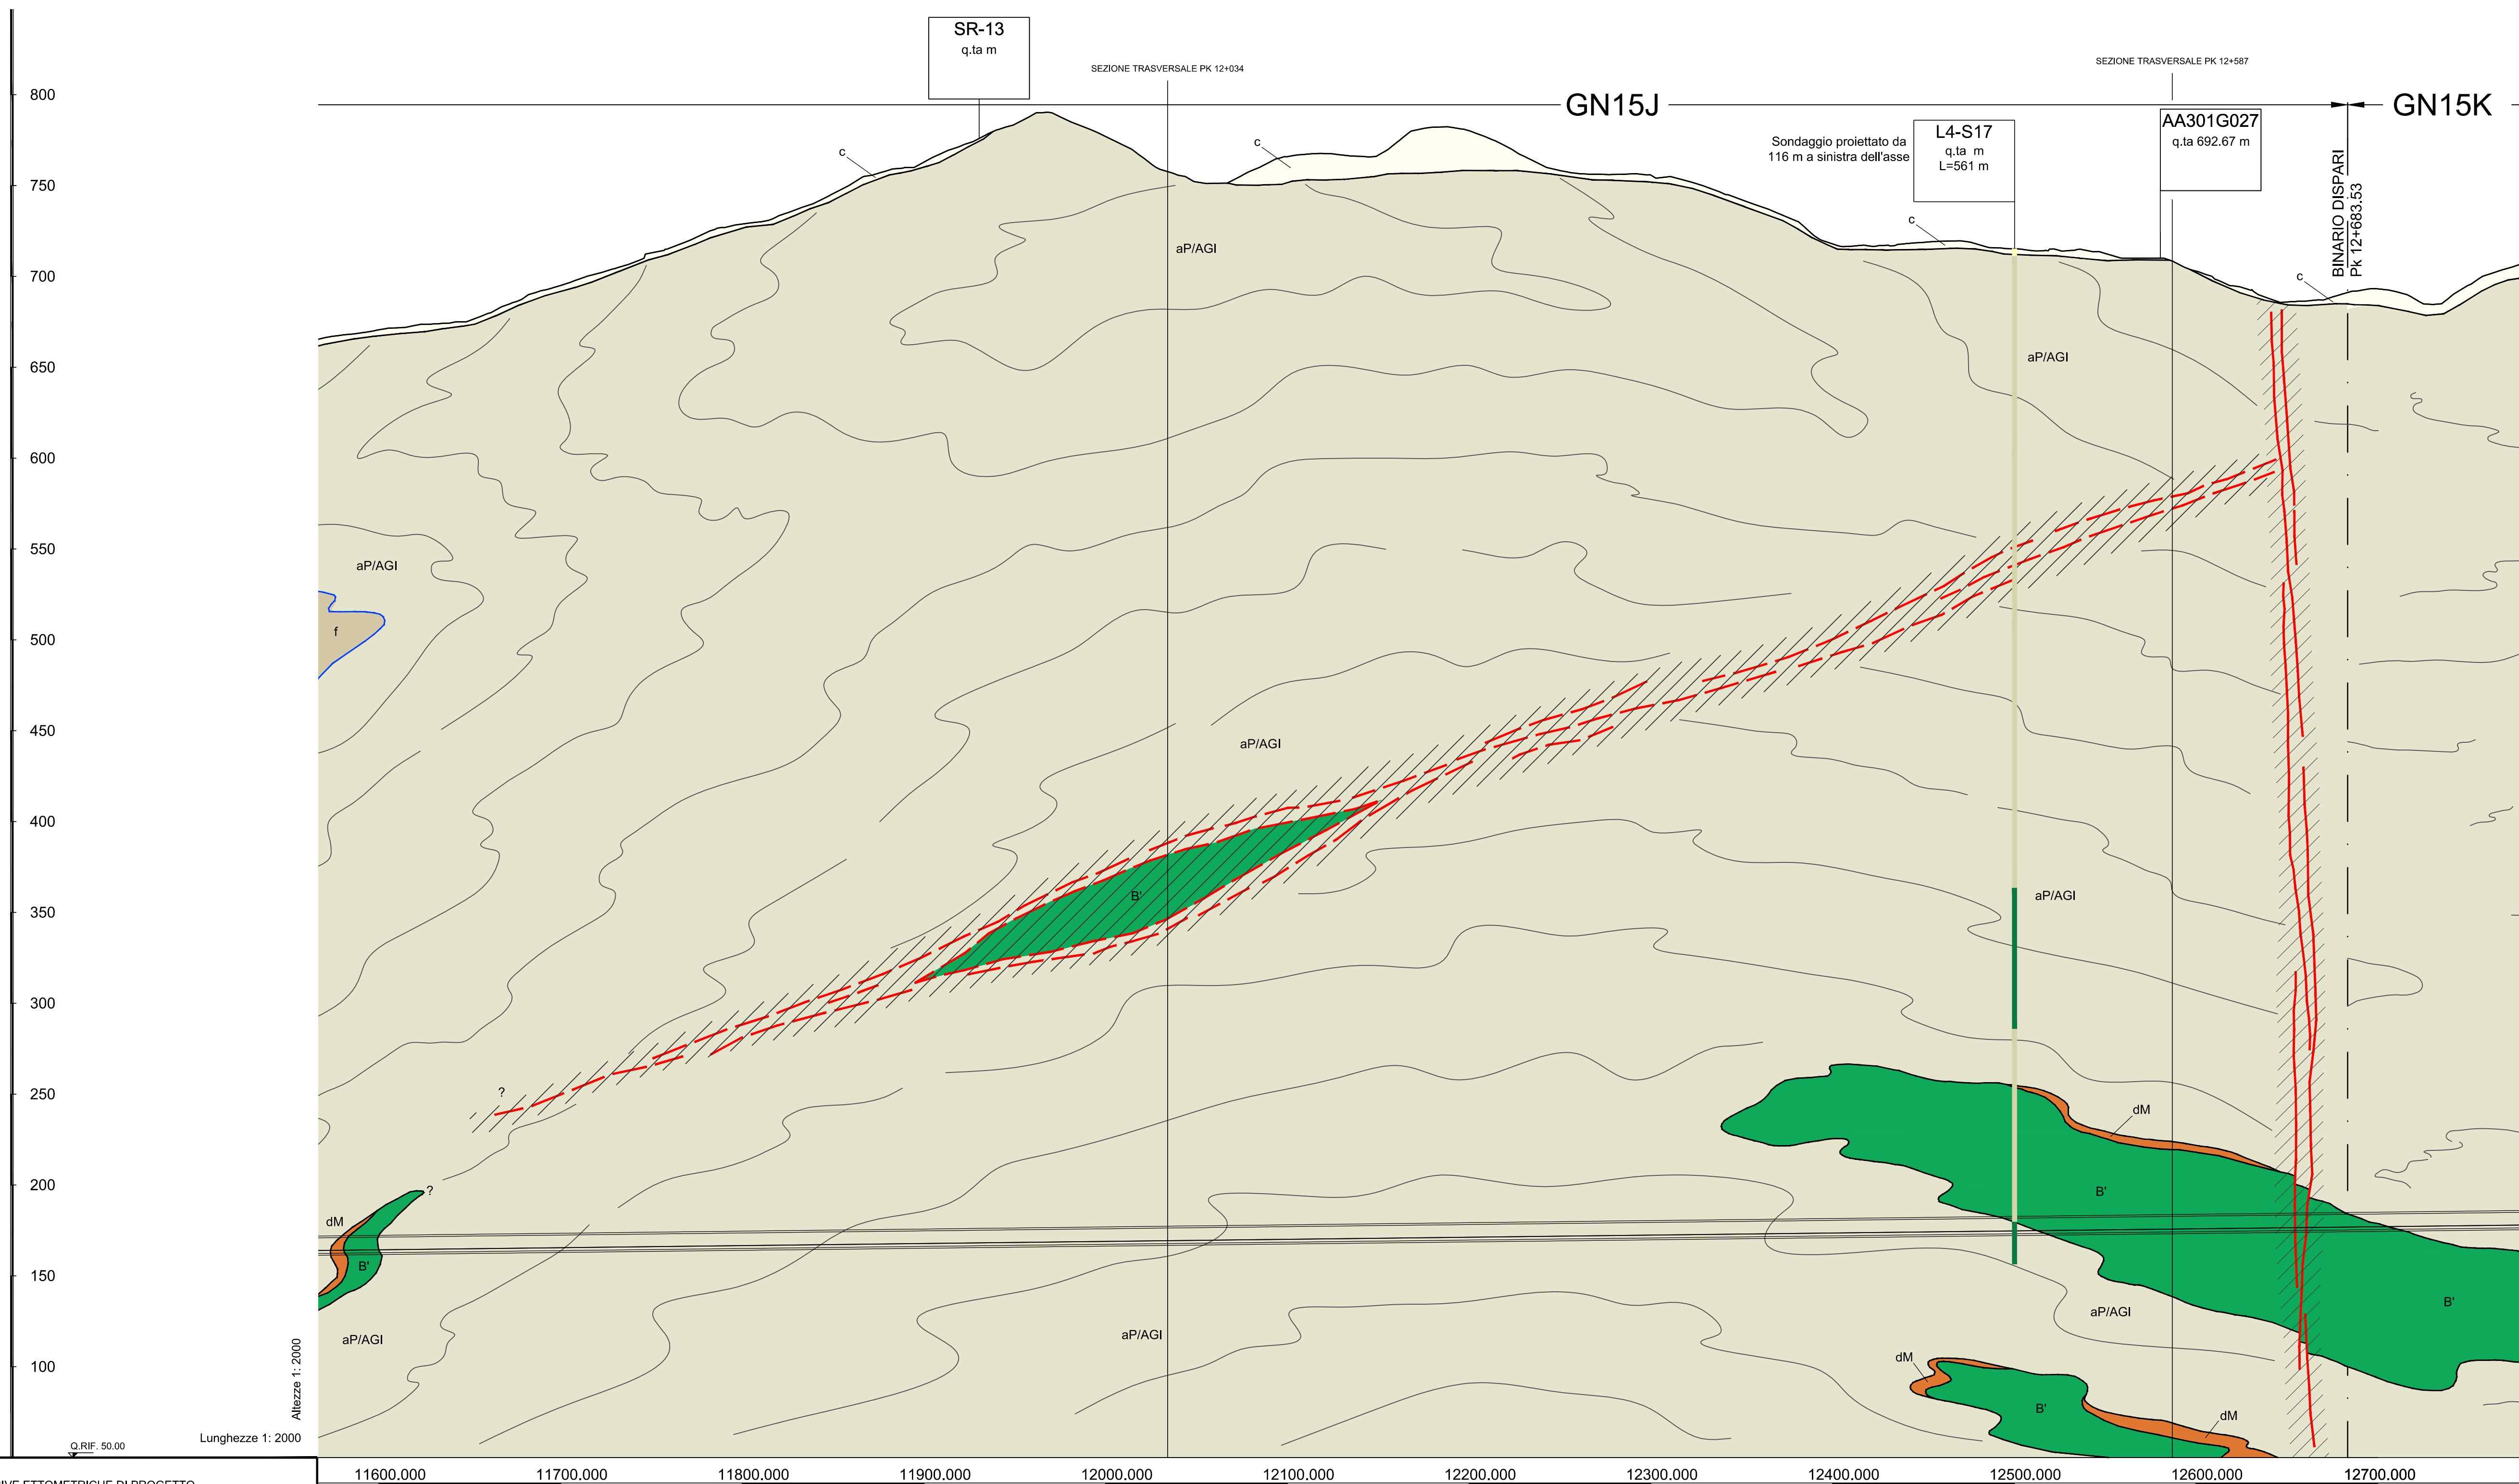 SR-13
q.ta m
SEZIONE TRASVERSALE PK 12+034
SEZIONE TRASVERSALE PK 12+587
GN15J
GN15K
Sondaggio proiettato da
116 m a sinistra dell'asse
L4-S17
q.ta  m
L=561 m
AA301G027
q.ta 692.67 m
BINARIO DISPARI
Pk 12+683.53
800
750
700
650
600
550
500
450
400
350
300
250
200
150
100
c
c
c
c
aP/AGI
aP/AGI
aP/AGI
f
aP/AGI
B'
aP/AGI
?
dM
?
dM
B'
B'
B'
aP/AGI
aP/AGI
aP/AGI
dM
B'
dM
Altezze 1: 2000
Lunghezze 1: 2000
Q.RIF. 50.00
11600.000
11700.000
11800.000
11900.000
12000.000
12100.000
12200.000
12300.000
12400.000
12500.000
12600.000
12700.000
ETTOMETRICHE DI PROGETTO